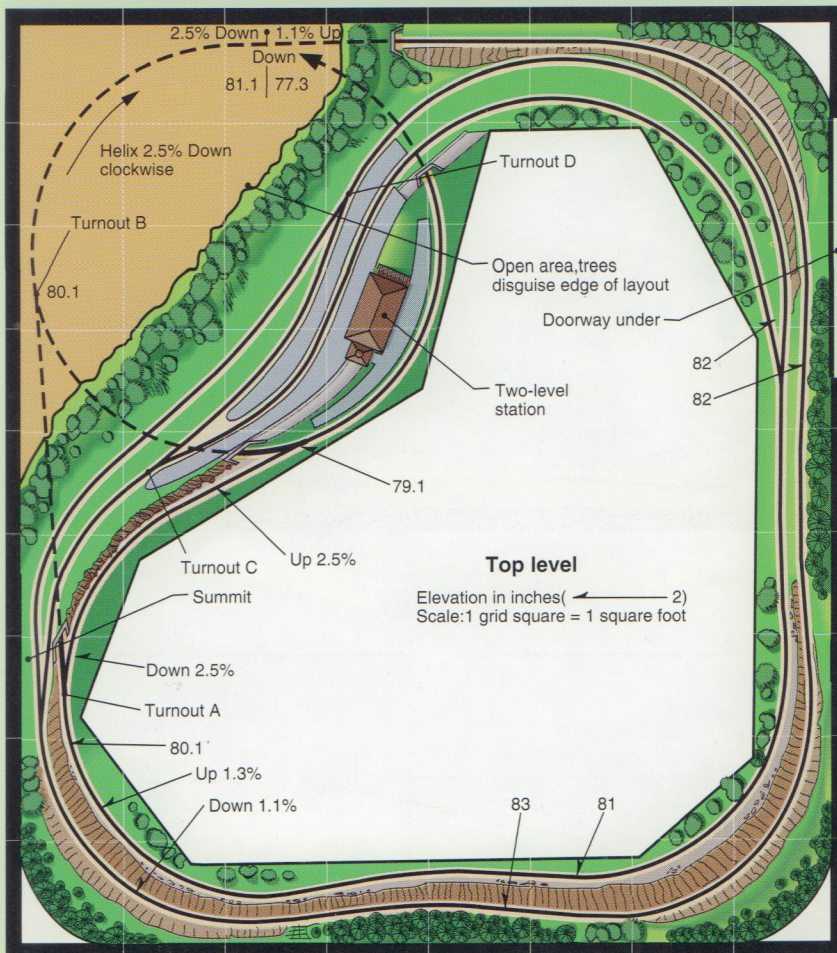 2.5% Down 1.1% Up
Down
81.1 77.3
Helix 2.5% Down
clockwise
Turnout D
Turnout B
Open area,trees
disguise edge of layout
80.1
Doorway under
82
Two-level
station
82
79.1
Up 2.5%
Top level
Turnout C
Summit
Elevation in inches( 2)
Scale:1 grid square = 1 square foot
Down 2.5%
Turnout A
80.1
Up 1.3%
Down 1.1%
83
81